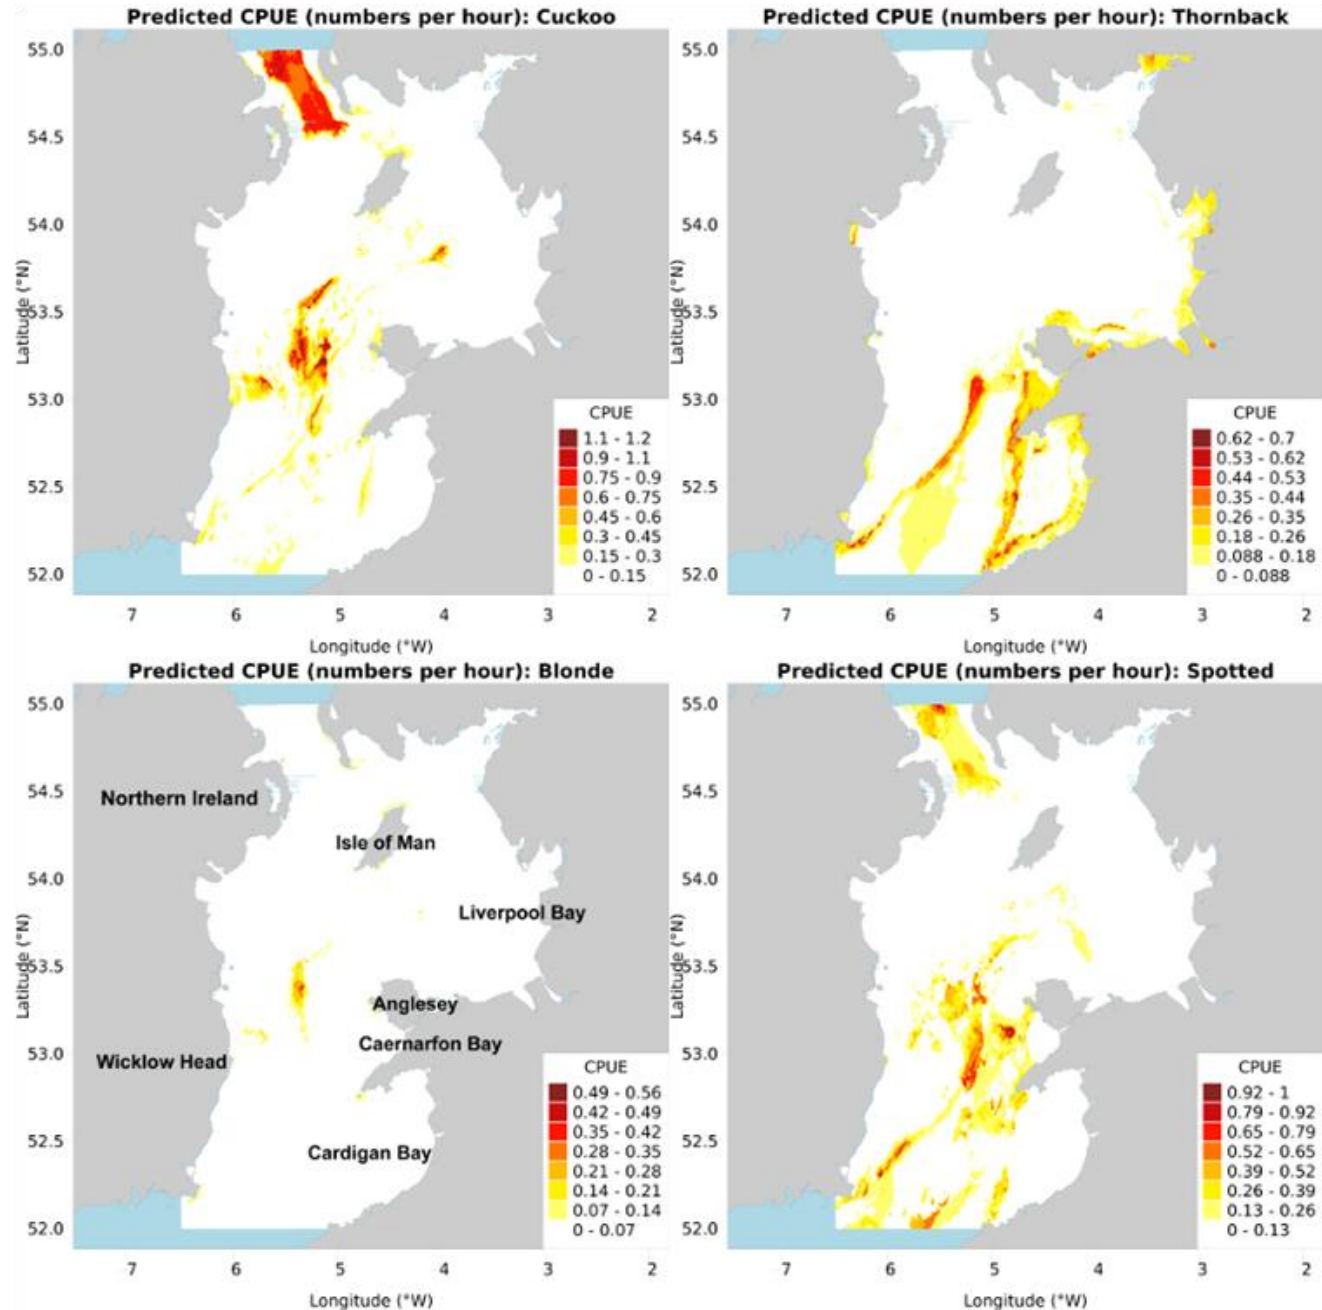 Predicted CPUE (numbers per hour): Cuckoo
55.0
54.5
54.0
53.5
53.0
52.5
52.0
Latitude (°N)
CPUE
1.1 - 1.2
0.9 - 1.1
0.75 - 0.9
0.6 - 0.75
0.45 - 0.6
0.3 - 0.45
0.15 - 0.3
0 - 0.15
7 6 5 4 3 2
Longitude (°W)
Predicted CPUE (numbers per hour): Thornback
55.0
54.5
54.0
53.5
53.0
52.5
52.0
Latitude (°N)
CPUE
0.62 - 0.7
0.53 - 0.62
0.44 - 0.53
0.35 - 0.44
0.26 - 0.35
0.18 - 0.26
0.088 - 0.18
0 - 0.088
7 6 5 4 3 2
Longitude (°W)
Predicted CPUE (numbers per hour): Blonde
55.0
54.5
54.0
53.5
53.0
52.5
52.0
Latitude (°N)
Northern Ireland
Isle of Man
Liverpool Bay
Anglesey
Caernarfon Bay
Wicklow Head
Cardigan Bay
CPUE
0.49 - 0.56
0.42 - 0.49
0.35 - 0.42
0.28 - 0.35
0.21 - 0.28
0.14 - 0.21
0.07 - 0.14
0 - 0.07
7 6 5 4 3 2
Longitude (°W)
Predicted CPUE (numbers per hour): Spotted
55.0
54.5
54.0
53.5
53.0
52.5
52.0
Latitude (°N)
CPUE
0.92 - 1
0.79 - 0.92
0.65 - 0.79
0.52 - 0.65
0.39 - 0.52
0.26 - 0.39
0.13 - 0.26
0 - 0.13
7 6 5 4 3 2
Longitude (°W)